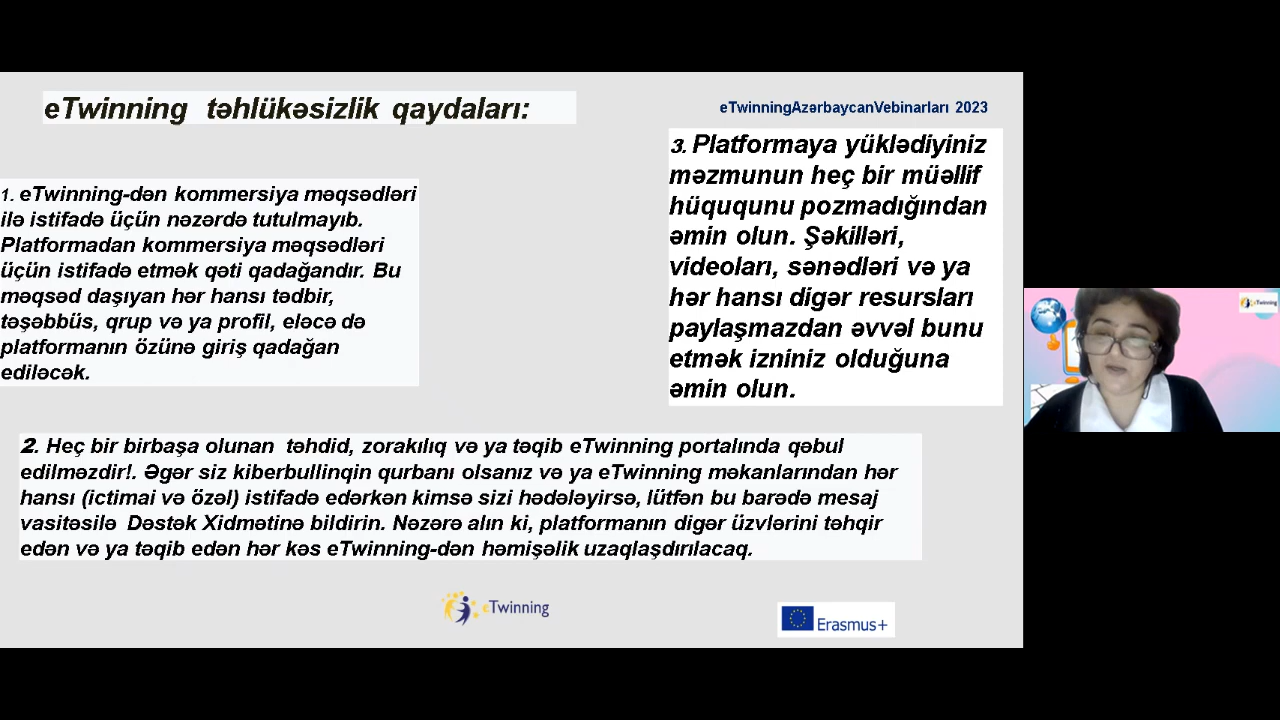 eTwinning təhlükəsizlik qaydaları:
eTwinningAzərbaycanVebinarları 2023
1. eTwinning-dən kommersiya məqsədləri
ilə istifadə üçün nəzərdə tutulmayıb.
Platformadan kommersiya məqsədləri
üçün istifadə etmək qəti qadağandır. Bu
məqsəd daşıyan hər hansı tədbir,
təşəbbüs, qrup və ya profil, eləcə də
platformanın özünə giriş qadağan
ediləcək.
2. Heç bir birbaşa olunan təhdid, zorakılıq və ya təqib eTwinning portalında qəbul
edilməzdir!. Əgər siz kiberbullinqin qurbanı olsanız və ya eTwinning məkanlarından hər
hansı (ictimai və özəl) istifadə edərkən kimsə sizi hədələyirsə, lütfən bu barədə mesaj
vasitəsilə Dəstək Xidmətinə bildirin. Nəzərə alın ki, platformanın digər üzvlərini təhqir
edən və ya təqib edən hər kəs eTwinning-dən həmişəlik uzaqlaşdırılacaq.
3. Platformaya yüklədiyiniz
məzmunun heç bir müəllif
hüququnu pozmadığından
əmin olun. Şəkilləri,
videoları, sənədləri və ya
hər hansı digər resursları
paylaşmazdan əvvəl bunu
etmək izniniz olduğuna
əmin olun.
eTwinning
Erasmus+
eTwinning